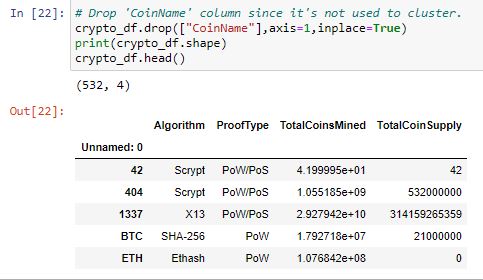 In [22]: # Drop 'CoinName' column since it's not used to cluster.
crypto_df.drop(["CoinName"],axis=1,inplace=True)
print(crypto_df.shape)
crypto_df.head()
(532, 4)
Out[22]:
Algorithm ProofType TotalCoinsMined TotalCoinSupply
Unnamed: 0
42 Scrypt PoW/PoS 4.199995e+01 42
404 Scrypt PoW/PoS 1.055185e+09 532000000
1337 X13 PoW/PoS 2.927942e+10 314159265359
BTC SHA-256 PoW 1.792718e+07 21000000
ETH Ethash PoW 1.076842e+08 0